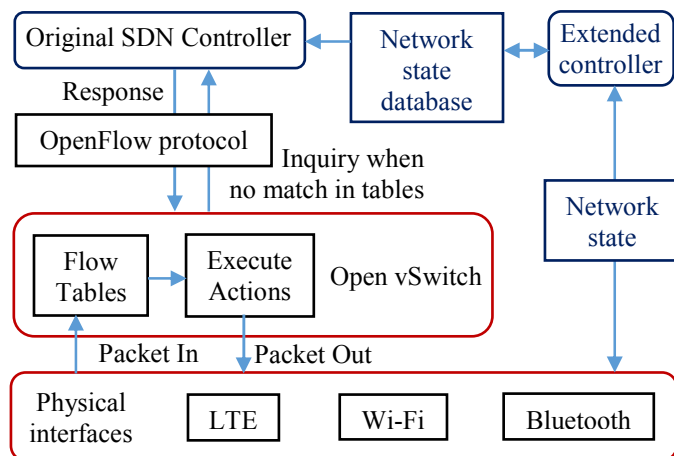 Original SDN Controller
Network
state
database
Extended
controller
Response
OpenFlow protocol
Inquiry when
no match in tables
Network
state
Flow
Tables
Execute
Actions
Open vSwitch
Packet In
Packet Out
Physical
interfaces
LTE
Wi-Fi
Bluetooth